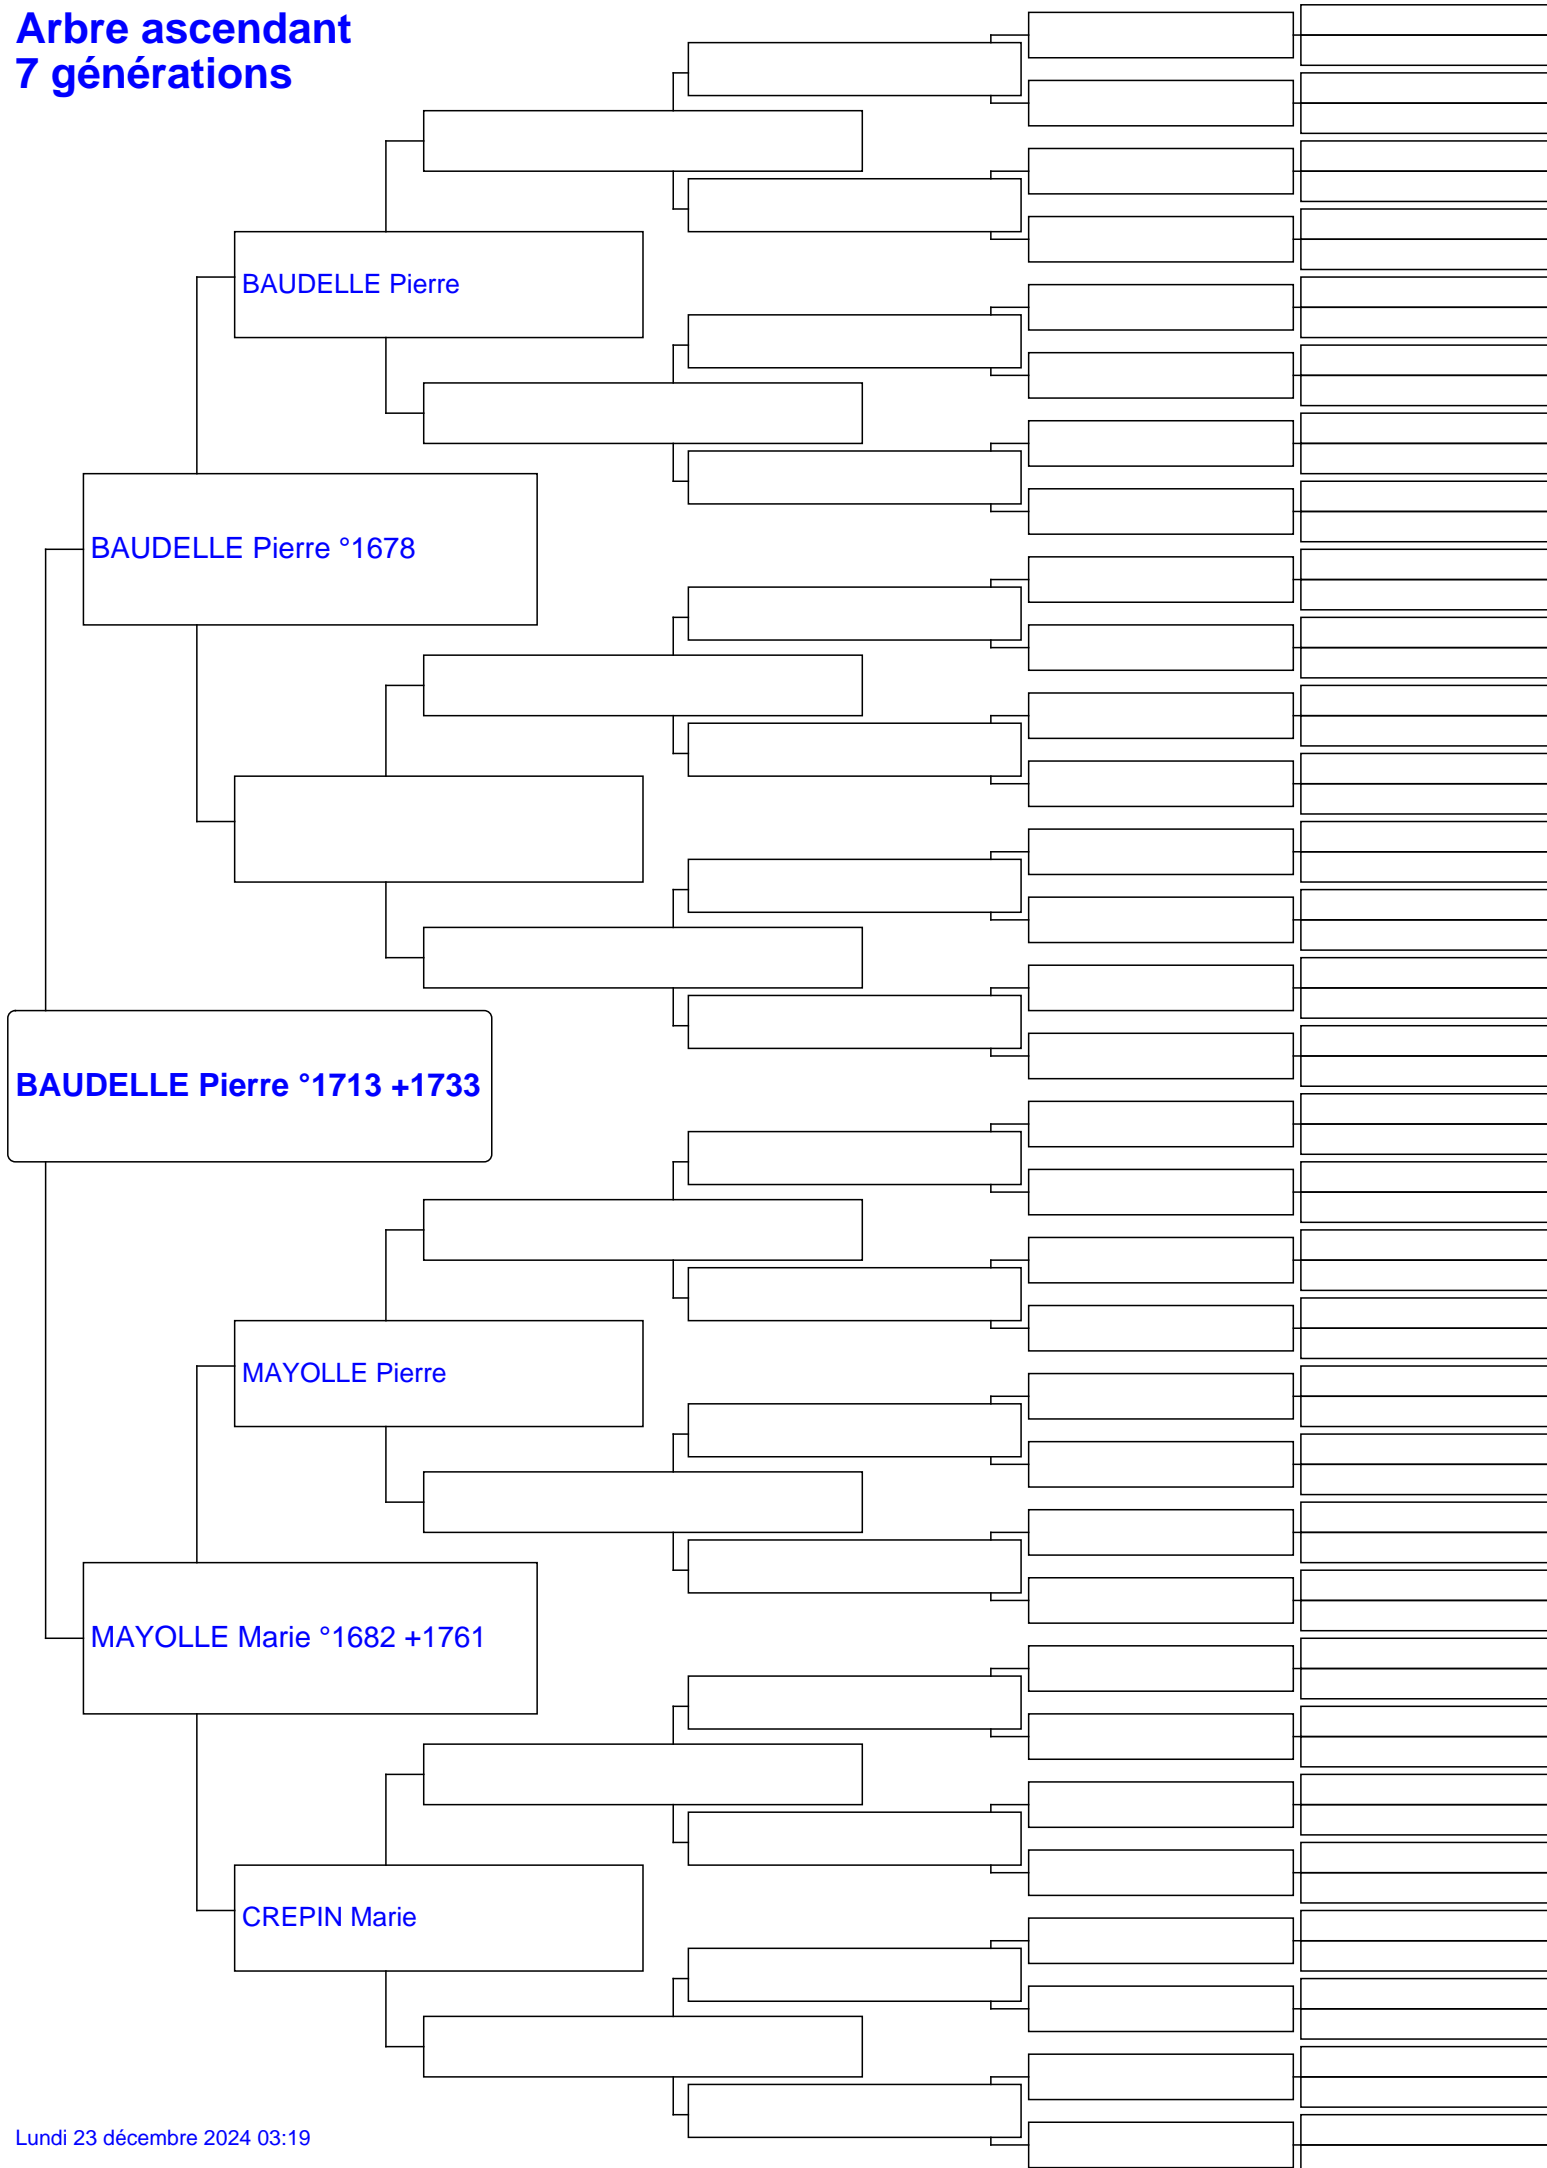 Arbre ascendant
7 générations
BAUDELLE Pierre
BAUDELLE Pierre °1678
BAUDELLE Pierre °1713 +1733
MAYOLLE Pierre
MAYOLLE Marie °1682 +1761
CREPIN Marie
Lundi 23 décembre 2024 03:19